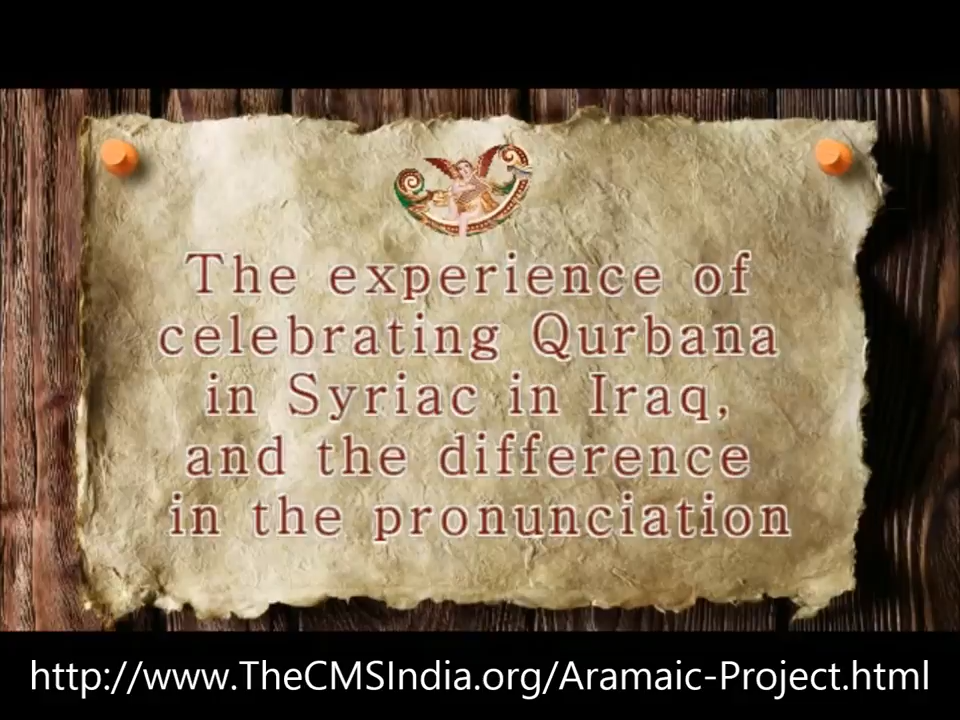 The experience of
celebrating Qurbana
in Syriac in Iraq,
and the difference
in the pronunciation
http://www.TheCMSIndia.org/Aramaic-Project.html